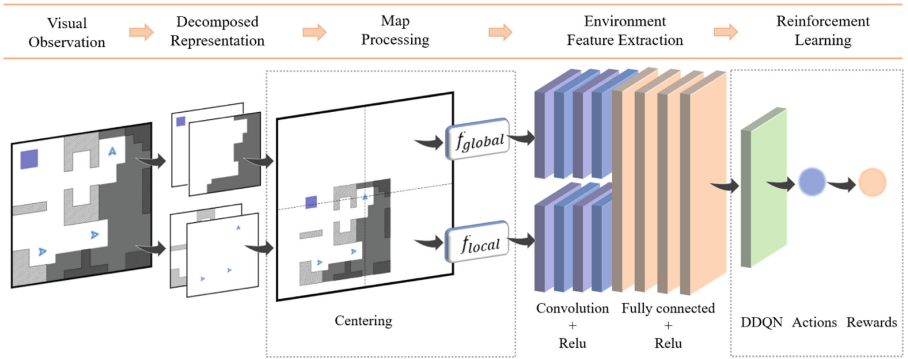 Visual
Observation
Decomposed
Representation
Map
Processing
Environment
Feature Extraction
Reinforcement
Learning
f_global
f_local
Centering
Convolution
+
Relu
Fully connected
+
Relu
DDQN
Actions
Rewards